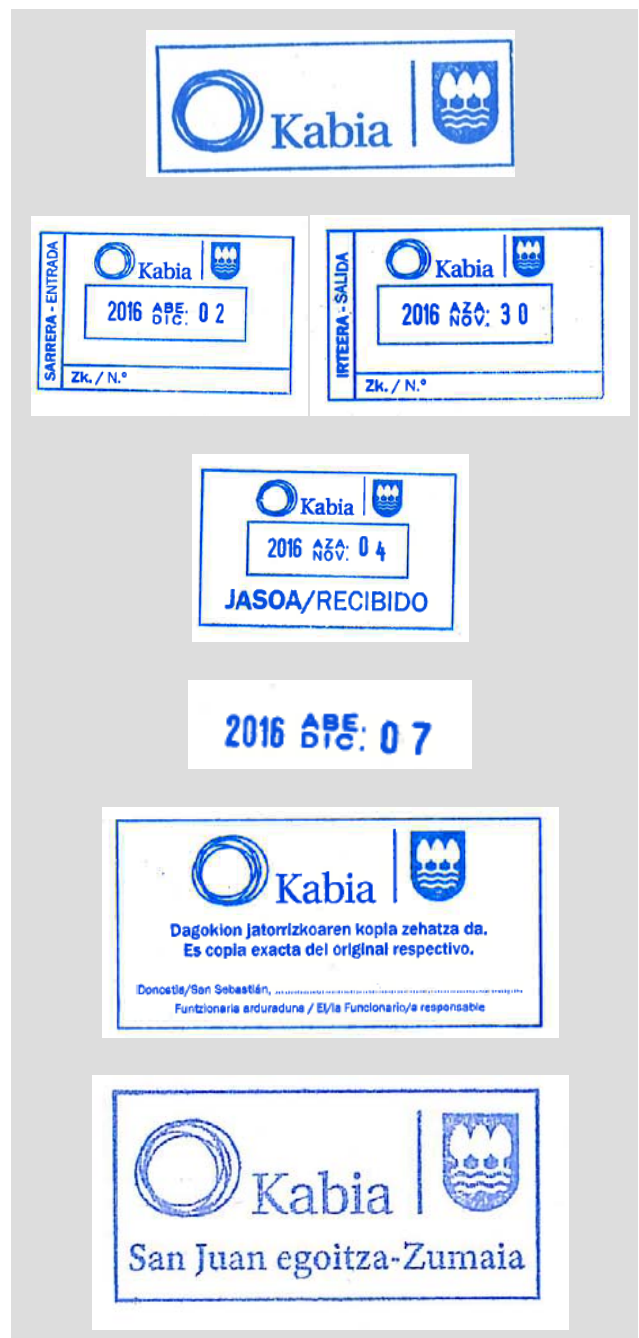 Kabia
SARRERA - ENTRADA
Kabia
2016 ABE. DIC. 02
Zk. / N.º
IRTEERA - SALIDA
Kabia
2016 AZA. NOV. 30
Zk. / N.º
Kabia
2016 AZA. NOV. 04
JASOA/RECIBIDO
2016 ABE. DIC. 07
Kabia
Dagokion jatorrizkoaren kopia zehatza da.
Es copia exacta del original respectivo.
Donostia/San Sebastián, ........................................
Funtzionaria arduraduna / El/la Funcionario/a responsable
Kabia
San Juan egoitza-Zumaia